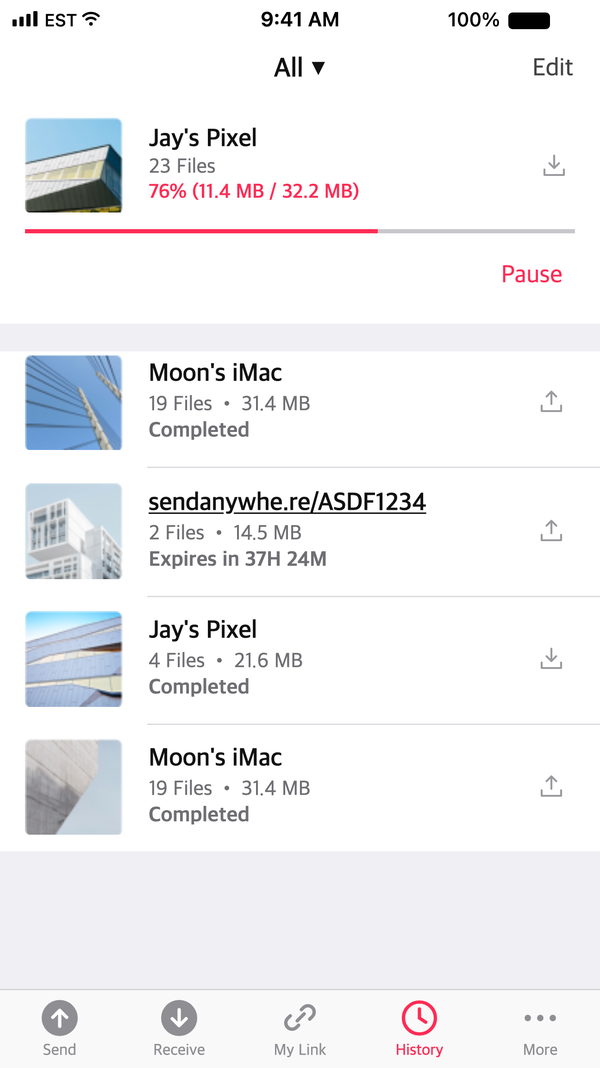 EST 9:41 AM 100%
All ▼ Edit
Jay's Pixel
23 Files
76% (11.4 MB / 32.2 MB)
Pause
Moon's iMac
19 Files • 31.4 MB
Completed
sendanywhe.re/ASDF1234
2 Files • 14.5 MB
Expires in 37H 24M
Jay's Pixel
4 Files • 21.6 MB
Completed
Moon's iMac
19 Files • 31.4 MB
Completed
Send Receive My Link History More